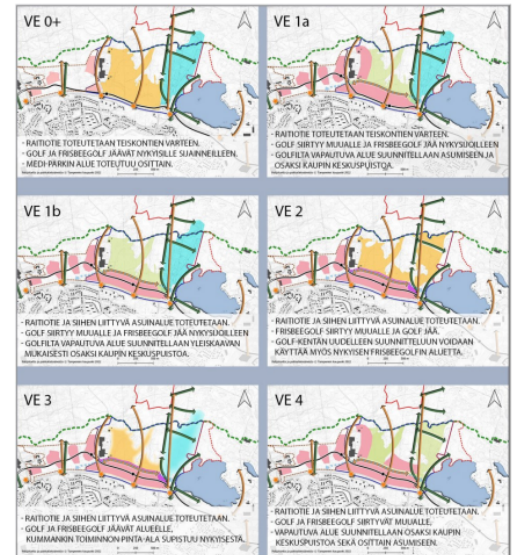 VE 0+
- RAITIOTIE TOTEUTETAAN TEISKONTIEN VARTEEN.
- GOLF JA FRISBEEGOLF JÄÄVÄT NYKYISILLE SIJAINNEILLEEN.
- MEDI-PARKIN ALUE TOTEUTUU OSITTAIN.
VE 1a
- RAITIOTIE TOTEUTETAAN TEISKONTIEN VARTEEN.
- GOLF SIIRTYY MUUALLE JA FRISBEEGOLF JÄÄ NYKYSIJOILLEEN
- GOLFILTA VAPAUTUVA ALUE SUUNNITELLAAN ASUMISEEN JA
OSAKSI KAUPIN KESKUSPUISTOA.
VE 1b
- RAITIOTIE JA SIIHEN LIITTYVÄ ASUINALUE TOTEUTETAAN.
- GOLF SIIRTYY MUUALLE JA FRISBEEGOLF JÄÄ NYKYSIJOILLEEN
- GOLFILTA VAPAUTUVA ALUE SUUNNITELLAAN YLEISKAAVAN
MUKAISESTI OSAKSI KAUPIN KESKUSPUISTOA.
VE 2
- RAITIOTIE JA SIIHEN LIITTYVÄ ASUINALUE TOTEUTETAAN.
- FRISBEEGOLF SIIRTYY MUUALLE JA GOLF JÄÄ.
- GOLF-KENTÄN UUDELLEEN SUUNNITTELUUN VOIDAAN
KÄYTTÄÄ MYÖS NYKYISEN FRISBEEGOLFIN ALUETTA.
VE 3
- RAITIOTIE JA SIIHEN LIITTYVÄ ASUINALUE TOTEUTETAAN.
- GOLF JA FRISBEEGOLF JÄÄVÄT ALUEELLE,
KUMMANKIN TOIMINNON PINTA-ALA SUPISTUU NYKYISESTÄ.
VE 4
- RAITIOTIE JA SIIHEN LIITTYVÄ ASUINALUE TOTEUTETAAN.
- GOLF JA FRISBEEGOLF SIIRTYVÄT MUUALLE,
VAPAUTUVA ALUE SUUNNITELLAAN OSAKSI KAUPIN
KESKUSPUISTOA SEKÄ OSITTAIN ASUMISEEN.